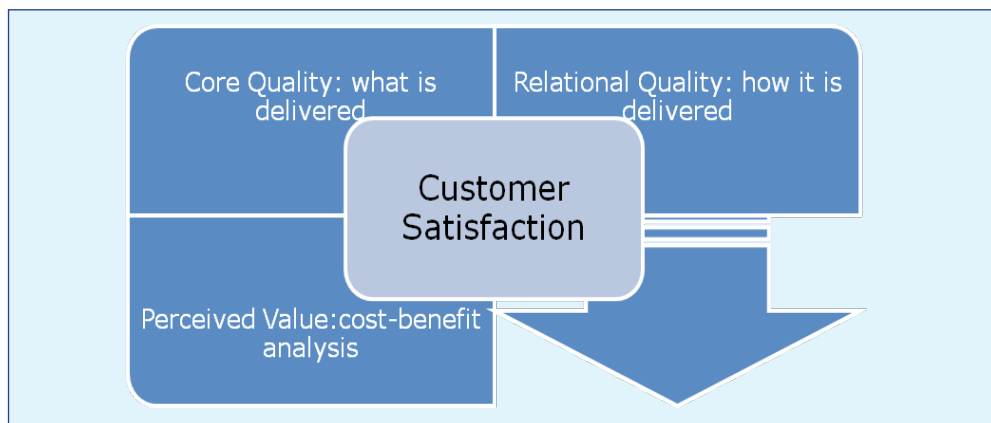 Core Quality: what is
delivered
Relational Quality: how it is
delivered
Customer
Satisfaction
Perceived Value:cost-benefit
analysis